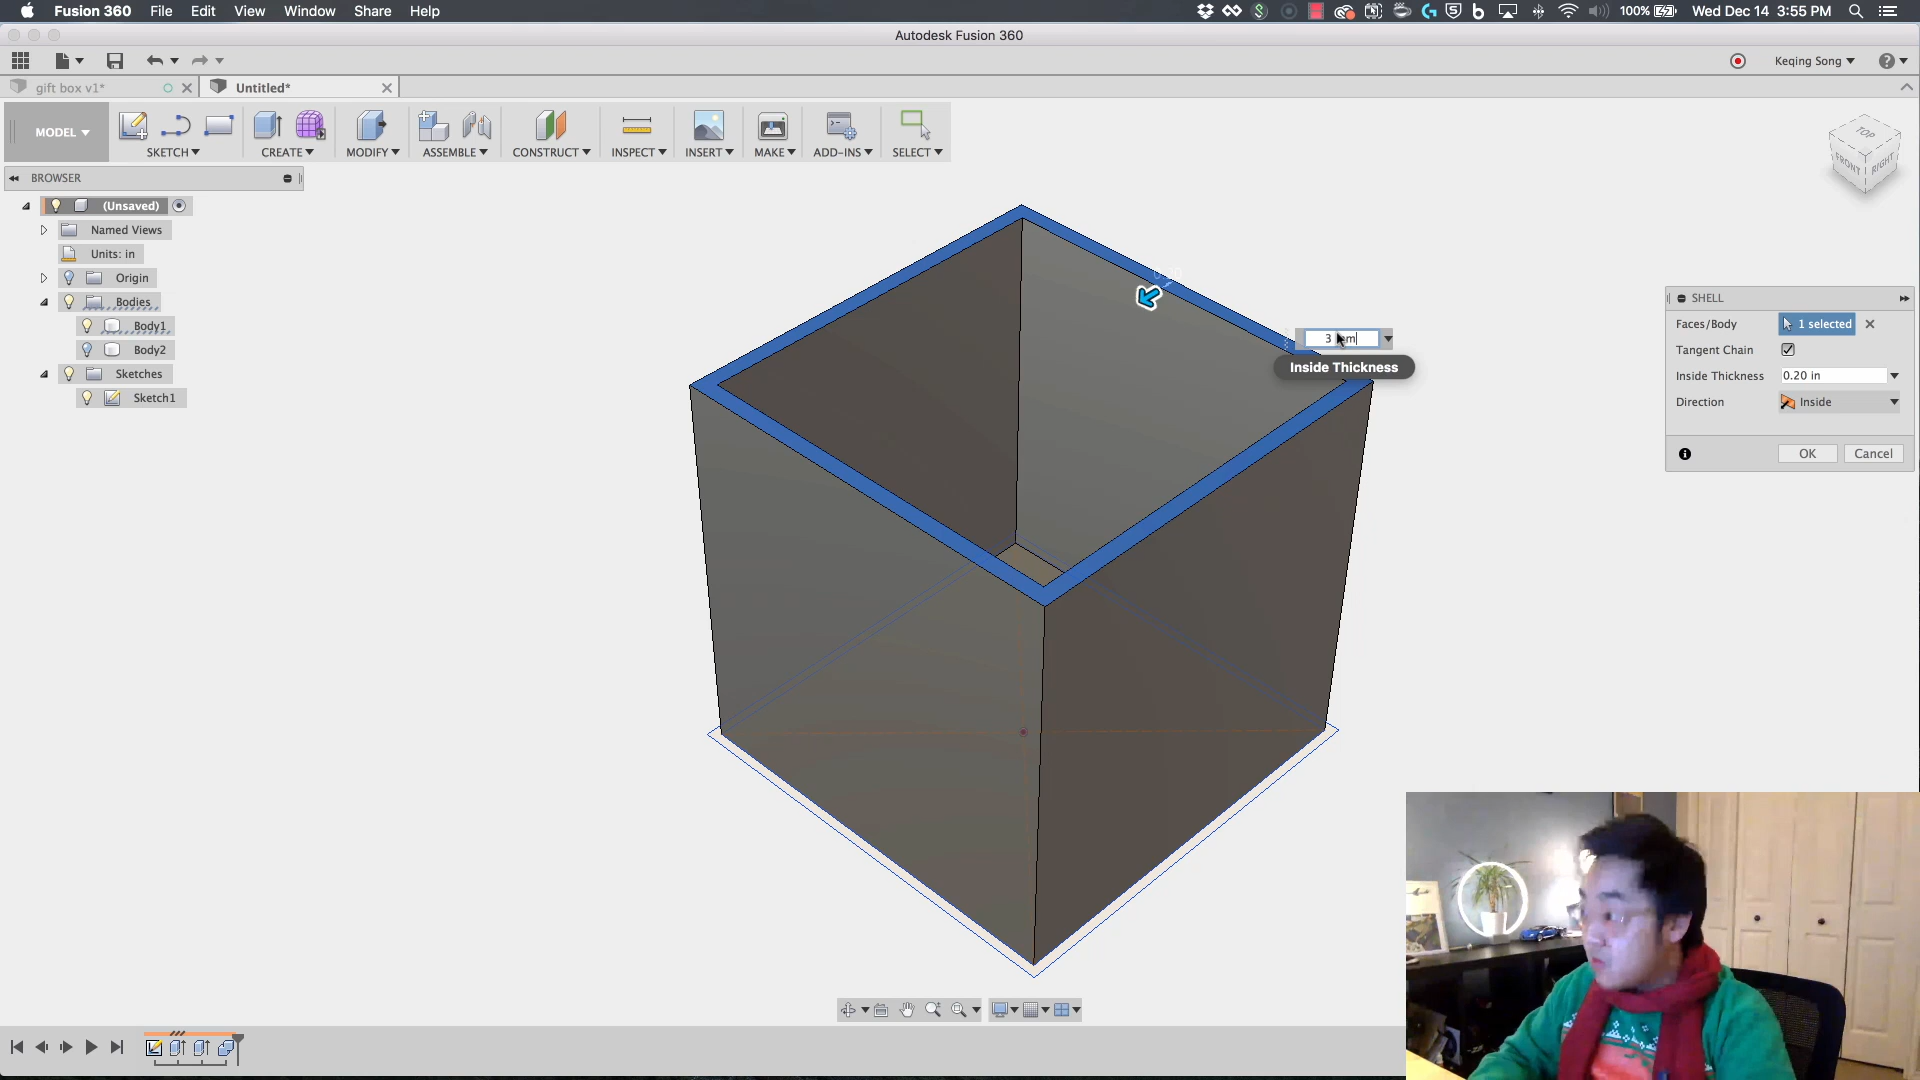 Fusion 360 File Edit View Window Share Help
100% Wed Dec 14 3:55 PM
Autodesk Fusion 360
Keqing Song
gift box v1*
Untitled*
MODEL
SKETCH CREATE MODIFY ASSEMBLE CONSTRUCT INSPECT INSERT MAKE ADD-INS SELECT
TOP
FRONT
RIGHT
BROWSER
(Unsaved)
Named Views
Units: in
Origin
Bodies
Body1
Body2
Sketches
Sketch1
Inside Thickness
SHELL
Faces/Body 1 selected
Tangent Chain
Inside Thickness 0.20 in
Direction Inside
OK Cancel